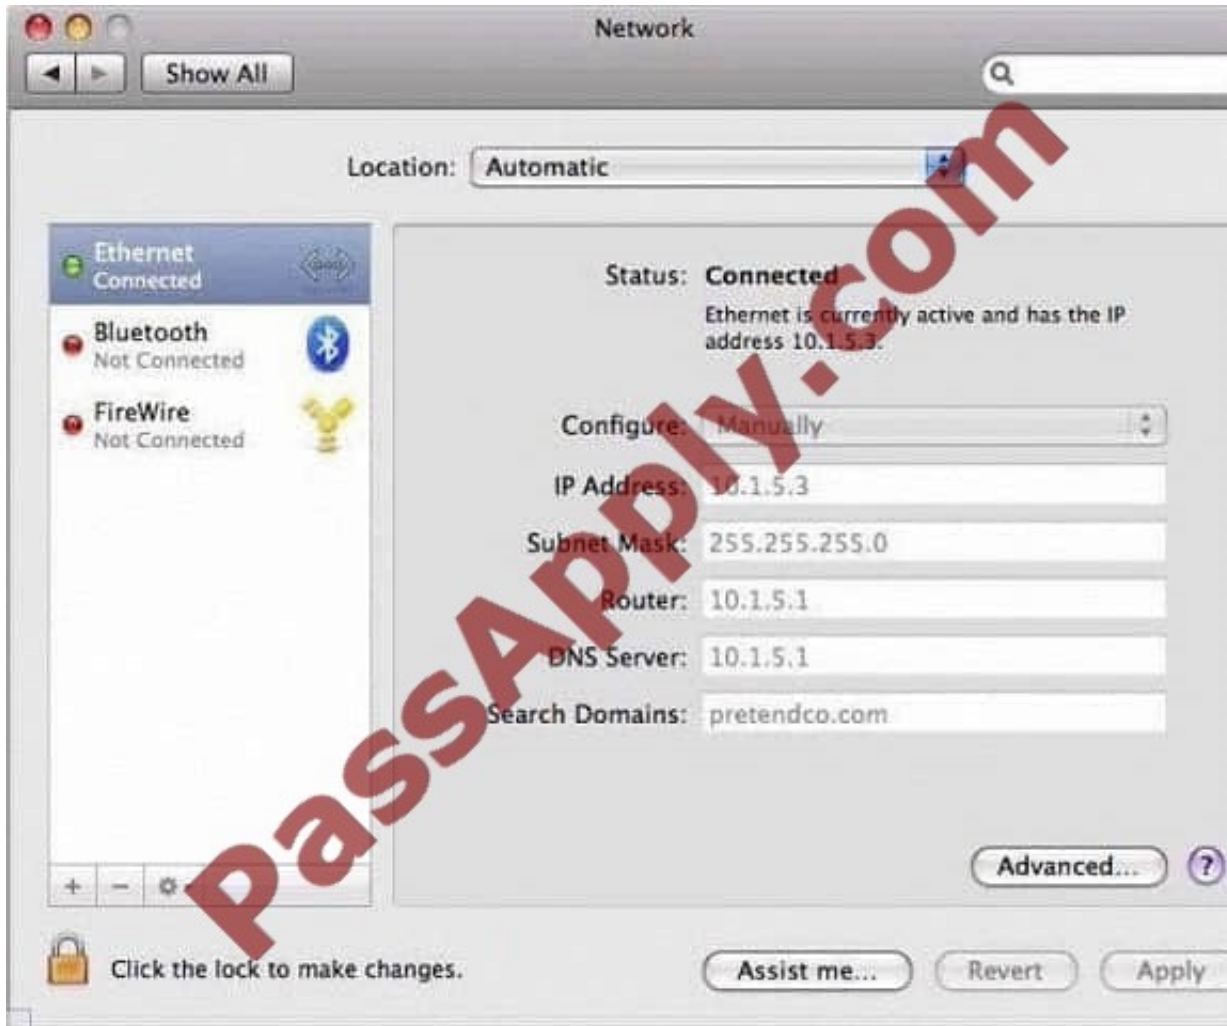 Network
Show All
Location: Automatic
Ethernet
Connected
Bluetooth
Not Connected
FireWire
Not Connected
Status: Connected
Ethernet is currently active and has the IP
address 10.1.5.3.
Configure: Manually
IP Address: 10.1.5.3
Subnet Mask: 255.255.255.0
Router: 10.1.5.1
DNS Server: 10.1.5.1
Search Domains: pretendco.com
Advanced... ?
+ -
Click the lock to make changes.
Assist me... Revert Apply
PassApply.com